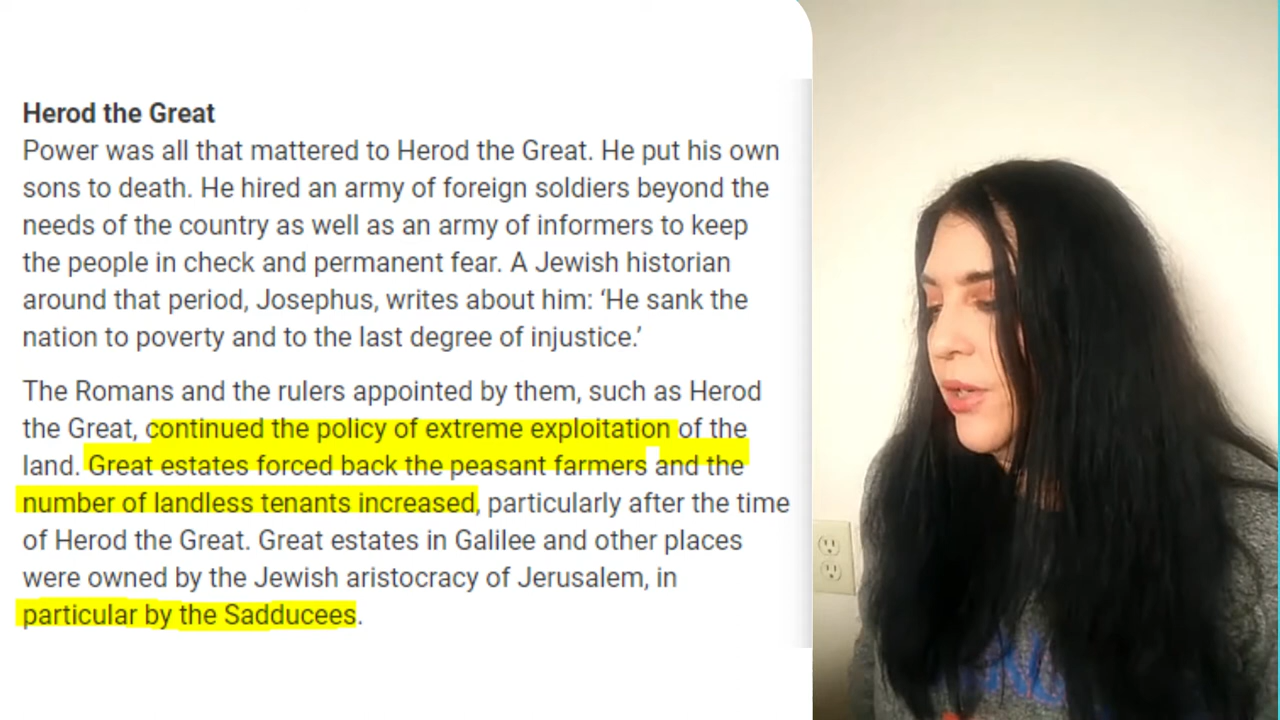 Herod the Great
Power was all that mattered to Herod the Great. He put his own
sons to death. He hired an army of foreign soldiers beyond the
needs of the country as well as an army of informers to keep
the people in check and permanent fear. A Jewish historian
around that period, Josephus, writes about him: ‘He sank the
nation to poverty and to the last degree of injustice.’
The Romans and the rulers appointed by them, such as Herod
the Great, continued the policy of extreme exploitation of the
land. Great estates forced back the peasant farmers and the
number of landless tenants increased, particularly after the time
of Herod the Great. Great estates in Galilee and other places
were owned by the Jewish aristocracy of Jerusalem, in
particular by the Sadducees.